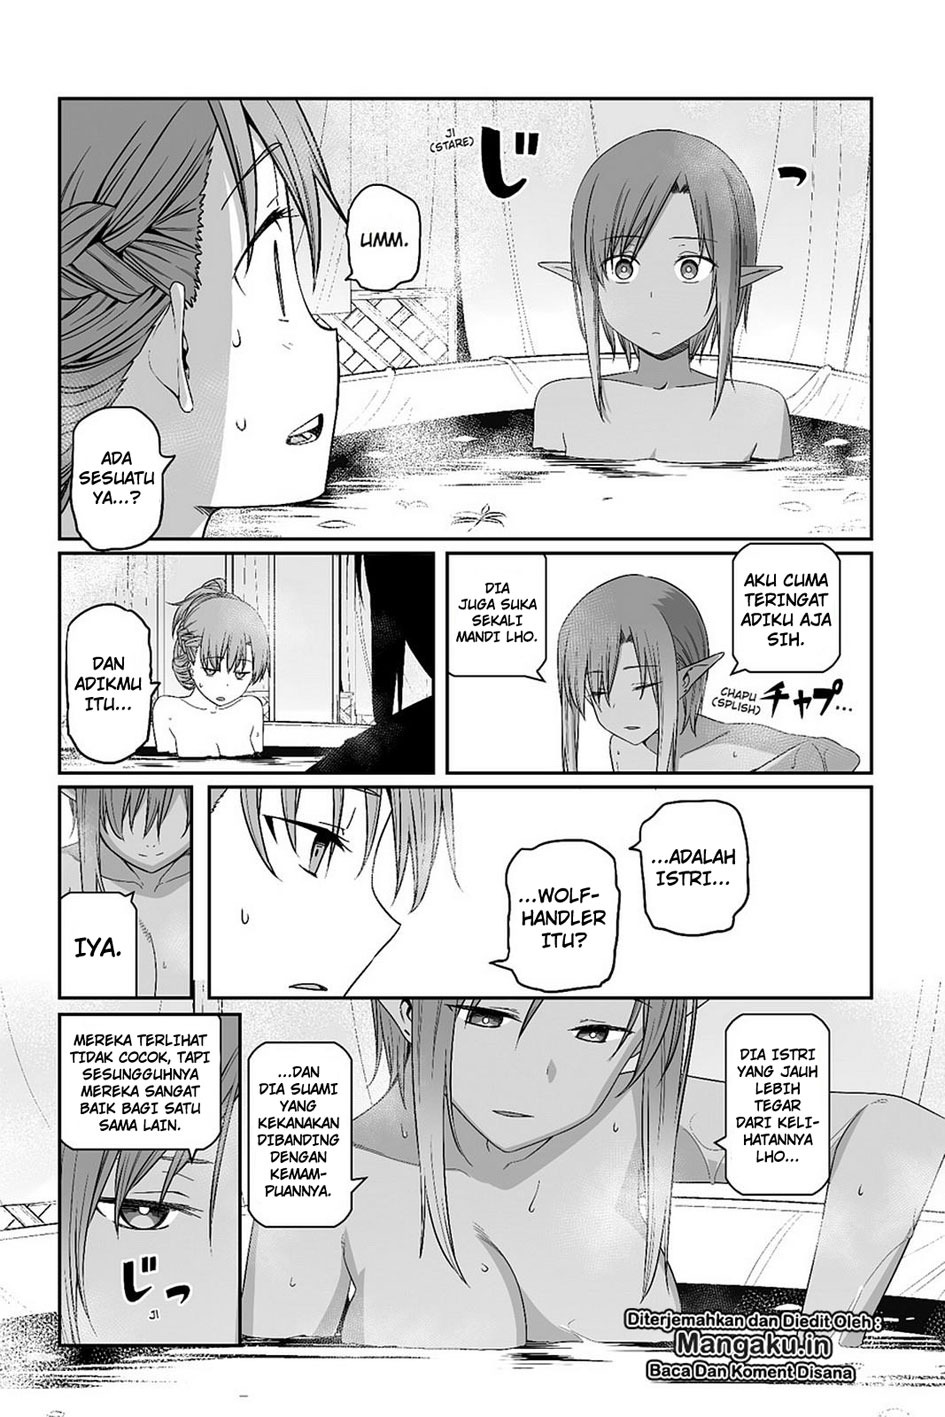 JI
(STARE)
じ
っ
UMM.
ADA
SESUATU
YA...?
AKU CUMA
TERINGAT
ADIKU AJA
SIH.
DIA
JUGA SUKA
SEKALI
MANDI LHO.
CHAPU
(SPLISH)
チャプ...
DAN
ADIKMU
ITU...
...ADALAH
ISTRI...
...WOLF-
HANDLER
ITU?
IYA.
DIA ISTRI
YANG JAUH
LEBIH
TEGAR
DARI KELI-
HATANNYA
LHO...
...DAN
DIA SUAMI
YANG
KEKANAKAN
DIBANDING
DENGAN
KEMAM-
PUANNYA.
MEREKA TERLIHAT
TIDAK COCOK, TAPI
SESUNGGUHNYA
MEREKA SANGAT
BAIK BAGI SATU
SAMA LAIN.
じっ
JI
Diterjemahkan dan Diedit Oleh :
Mangaku.in
Baca Dan Koment Disana